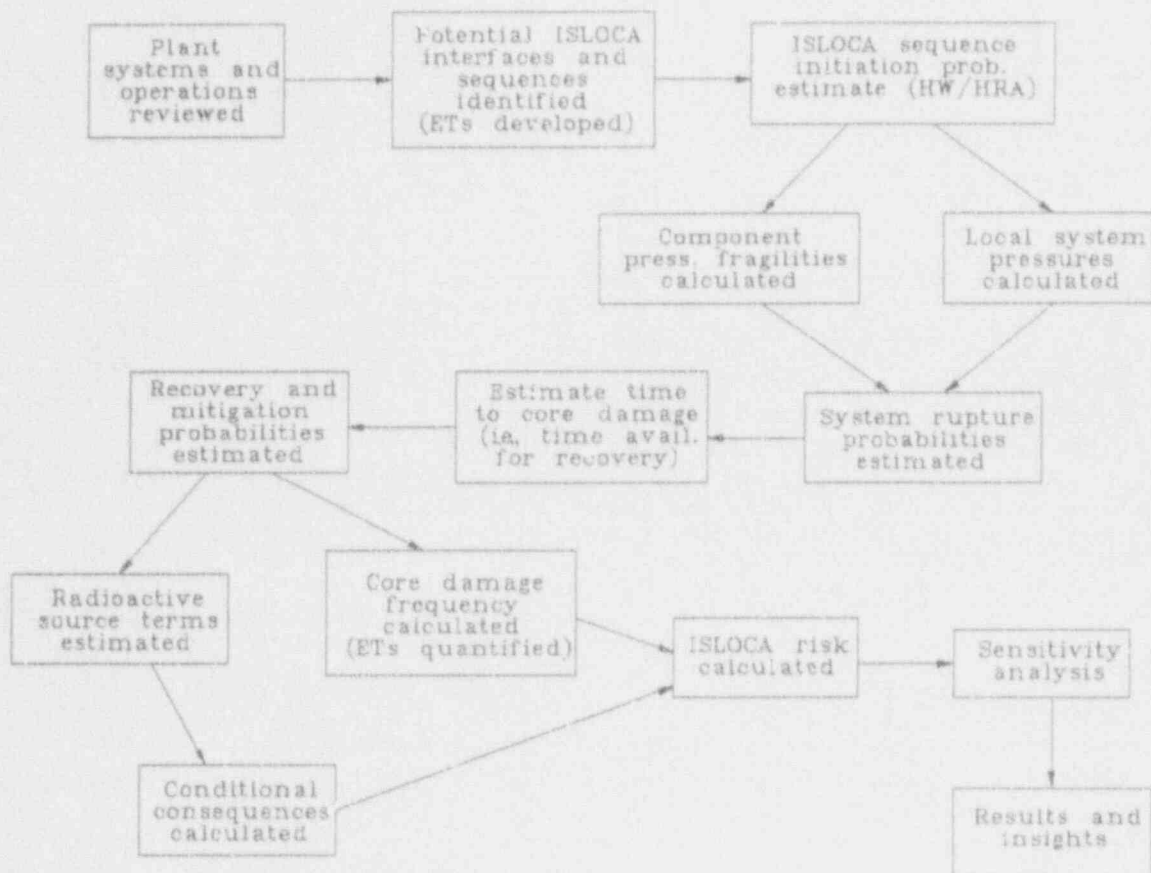 Plant
systems and
operations
reviewed
Potential ISLOCA
interfaces and
sequences
identified
(ETs developed)
ISLOCA sequence
initiation prob.
estimate (HW/HRA)
Component
press. fragilities
calculated
Local system
pressures
calculated
Recovery and
mitigation
probabilities
estimated
Estimate time
to core damage
(ie, time avail.
for recovery)
System rupture
probabilities
estimated
Radioactive
source terms
estimated
Core damage
frequency
calculated
(ETs quantified)
ISLOCA risk
calculated
Sensitivity
analysis
Conditional
consequences
calculated
Results and
insights